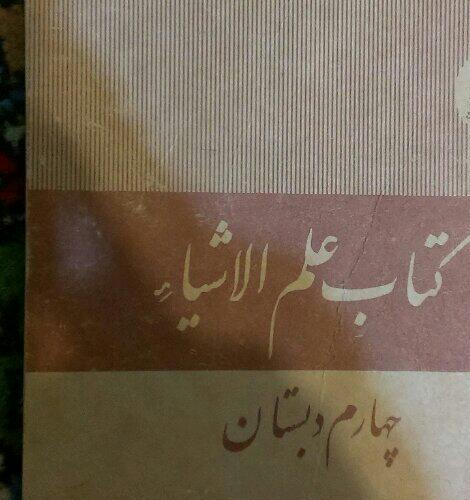 کتاب علم الاشیاءِ
چهارم دبستان